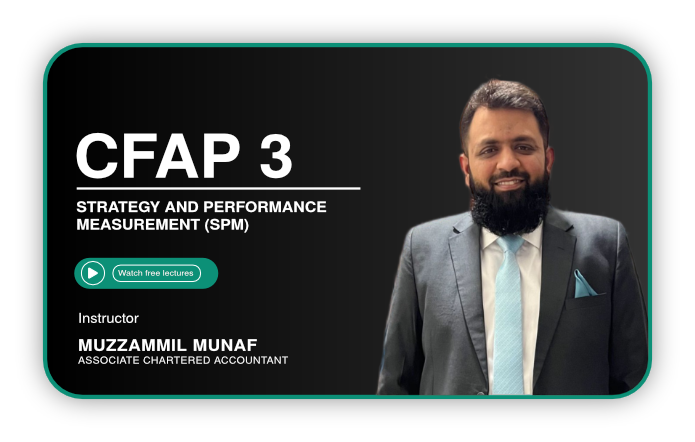 CFAP 3
STRATEGY AND PERFORMANCE
MEASUREMENT (SPM)
Watch free lectures
Instructor
MUZZAMMIL MUNAF
ASSOCIATE CHARTERED ACCOUNTANT